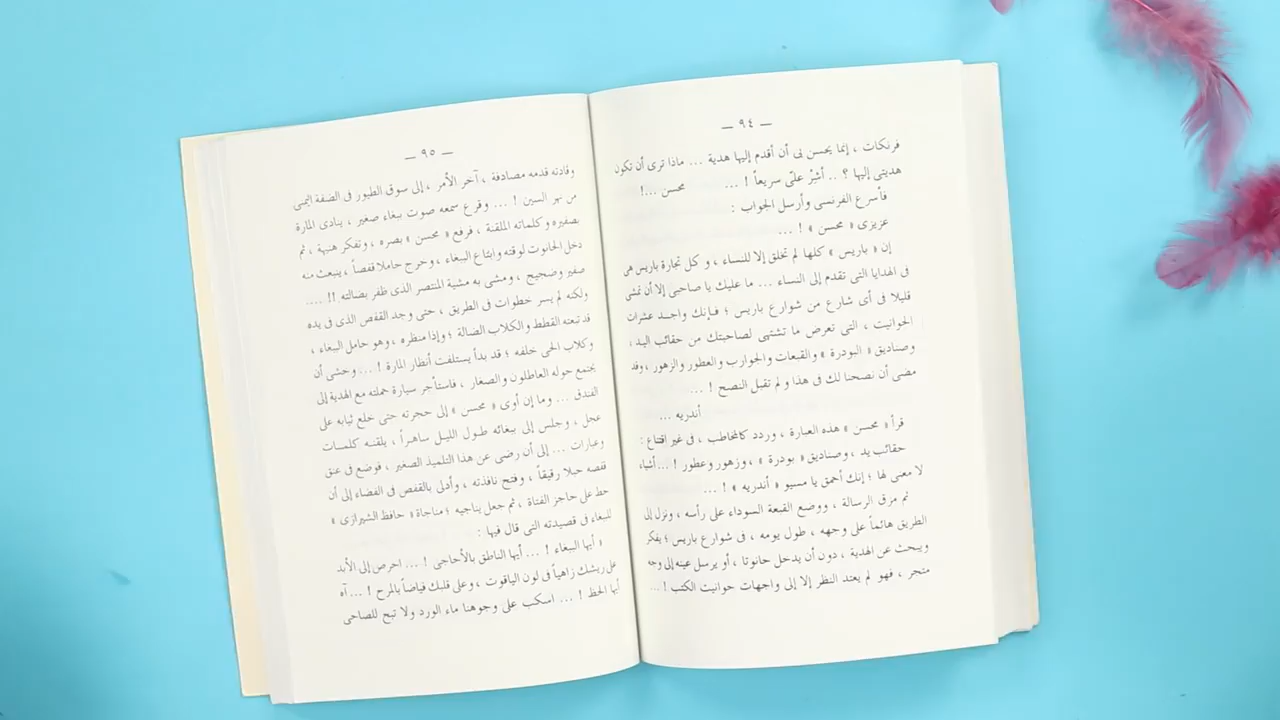 — ٩٤ —
فرنكات ، إنما يحسن بى أن أقدم إليها هدية ... ماذا ترى أن تكون
هديتى إليها ؟ .. أشِرْ علىّ سريعاً ! ... محسن ...!
فأسرع الفرنسى وأرسل الجواب :
عزيزى « محسن » ! ...
إن « باريس » كلها لم تخلق إلا للنساء ، و كل تجارة باريس هى
فى الهدايا التى تقدم إلى النساء ... ما عليك يا صاحبى إلا أن تمشى
قليلا فى أى شارع من شوارع باريس ؛ فإنك واجد عشرات
الحوانيت ، التى تعرض ما تشتهى لصاحبتك من حقائب اليد ،
وصناديق « البودرة » والقبعات والجوارب والعطور والزهور ، وقد
مضى أن نصحنا لك فى هذا و لم تقبل النصح ! ...
أندريه ...
قرأ « محسن » هذه العبارة ، وردد كالمخاطب ، فى غير اقتناع :
حقائب يد ، وصناديق « بودرة » ، وزهور وعطور ! ... أشياء
لا معنى لها ؛ إنك أحمق يا مسيو « أندريه » ! ...
ثم مزق الرسالة ، ووضع القبعة السوداء على رأسه ، ونزل إلى
الطريق هائماً على وجهه ، طول يومه ، فى شوارع باريس ؛ يفكر
ويبحث عن الهدية ، دون أن يدخل حانوتا ، أو يرسل عينه إلى وجه
متجر ، فهو لم يعتد النظر إلا إلى واجهات حوانيت الكتب ! ...
— ٩٥ —
وقادته قدمه مصادفة ، آخر الأمر ، إلى سوق الطيور فى الضفة اليمنى
من نهر السين ! ... وقرع سمعه صوت ببغاء صغير ، ينادى المارة
بصفيره وكلماته الملقنة ، فرفع « محسن » بصره ، وتفكر هنيهة ، ثم
دخل الحانوت لوقته وابتاع الببغاء ، وخرج حاملا قفصاً ، ينبعث منه
صفير وضجيج ، ومشى به مشية المنتصر الذى ظفر بضالته !! ....
ولكنه لم يسر خطوات فى الطريق ، حتى وجد القفص الذى فى يده
قد تبعته القطط والكلاب الضالة ؛ وإذا منظره ، وهو حامل الببغاء ،
وكلاب الحى خلفه ؛ قد بدأ يستلفت أنظار المارة ! ... وخشى أن
يجتمع حوله العاطلون والصغار ، فاستأجر سيارة حملته مع الهدية إلى
الفندق ... وما إن أوى « محسن » إلى حجرته حتى خلع ثيابه على
عجل ، وجلس إلى ببغائه طول الليل ساهراً ، يلقنه كلمات
وعبارات ... إلى أن رضى عن هذا التلميذ الصغير ، فوضع فى عنق
قفصه حبلا رقيقاً ، وفتح نافذته ، وأدلى بالقفص فى الفضاء إلى أن
حط على حاجز الفتاة ، ثم جعل يناجيه ؛ مناجاة « حافظ الشيرازى »
للببغاء فى قصيدته التى قال فيها :
« أيها الببغاء ! ... أيها الناطق بالأحاجى ! ... احرص إلى الأبد
على ريشك زاهياً فى لون الياقوت ، وعلى قلبك فياضاً بالمرح ! ... آه
أيها الحظ ! ... اسكب على وجوهنا ماء الورد ولا تبح للصاحى